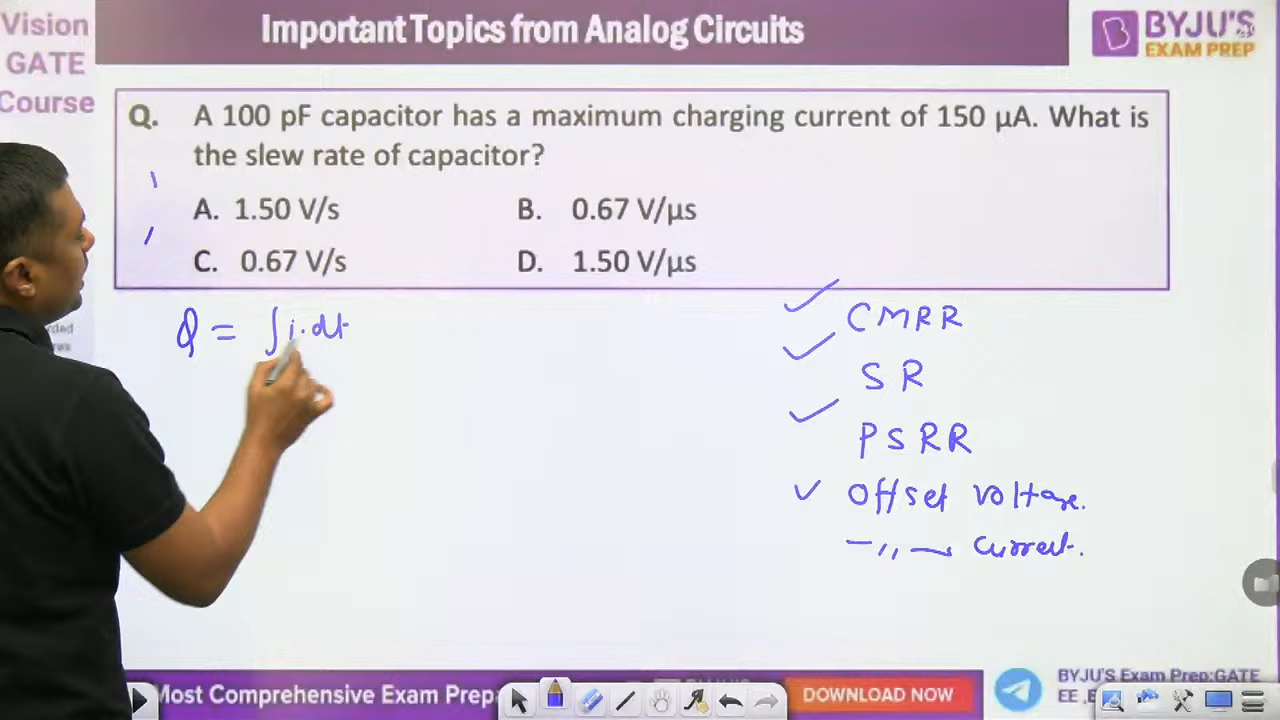 Vision
GATE
Course
Important Topics from Analog Circuits
BYJU'S
EXAM PREP
Q. A 100 pF capacitor has a maximum charging current of 150 μA. What is
the slew rate of capacitor?
A. 1.50 V/s B. 0.67 V/μs
C. 0.67 V/s D. 1.50 V/μs
Q = ∫i.dt
CMRR
SR
PSRR
Offset voltage.
–〃– current.
Most Comprehensive Exam Prep
DOWNLOAD NOW
BYJU'S Exam Prep:GATE